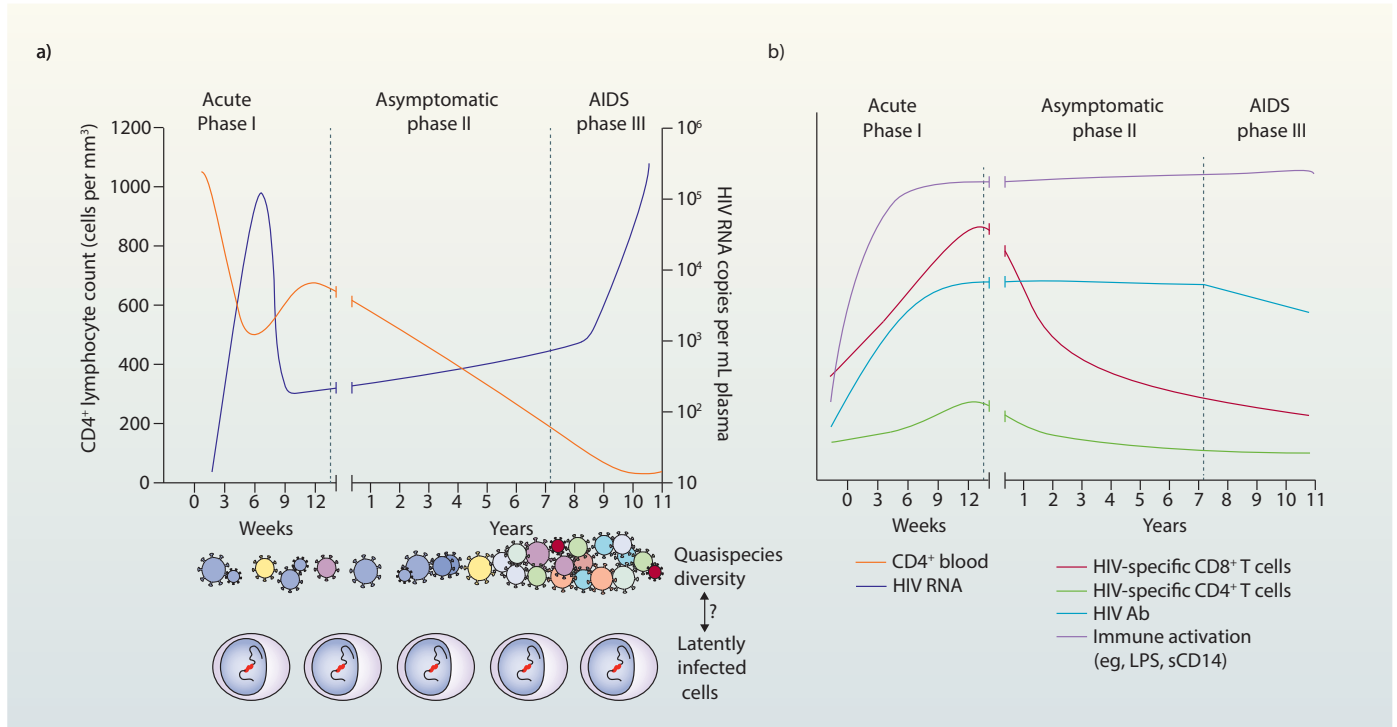 a)
Acute
Phase I
Asymptomatic
phase II
AIDS
phase III
CD4⁺ lymphocyte count (cells per mm³)
1200
1000
800
600
400
200
0
10⁶
10⁵
10⁴
10³
10²
10
HIV RNA copies per mL plasma
0 3 6 9 12 1 2 3 4 5 6 7 8 9 10 11
Weeks Years
Quasispecies
diversity
?
Latently
infected
cells
b)
Acute
Phase I
Asymptomatic
phase II
AIDS
phase III
0 3 6 9 12 1 2 3 4 5 6 7 8 9 10 11
Weeks Years
CD4⁺ blood
HIV RNA
HIV-specific CD8⁺ T cells
HIV-specific CD4⁺ T cells
HIV Ab
Immune activation
(eg, LPS, sCD14)